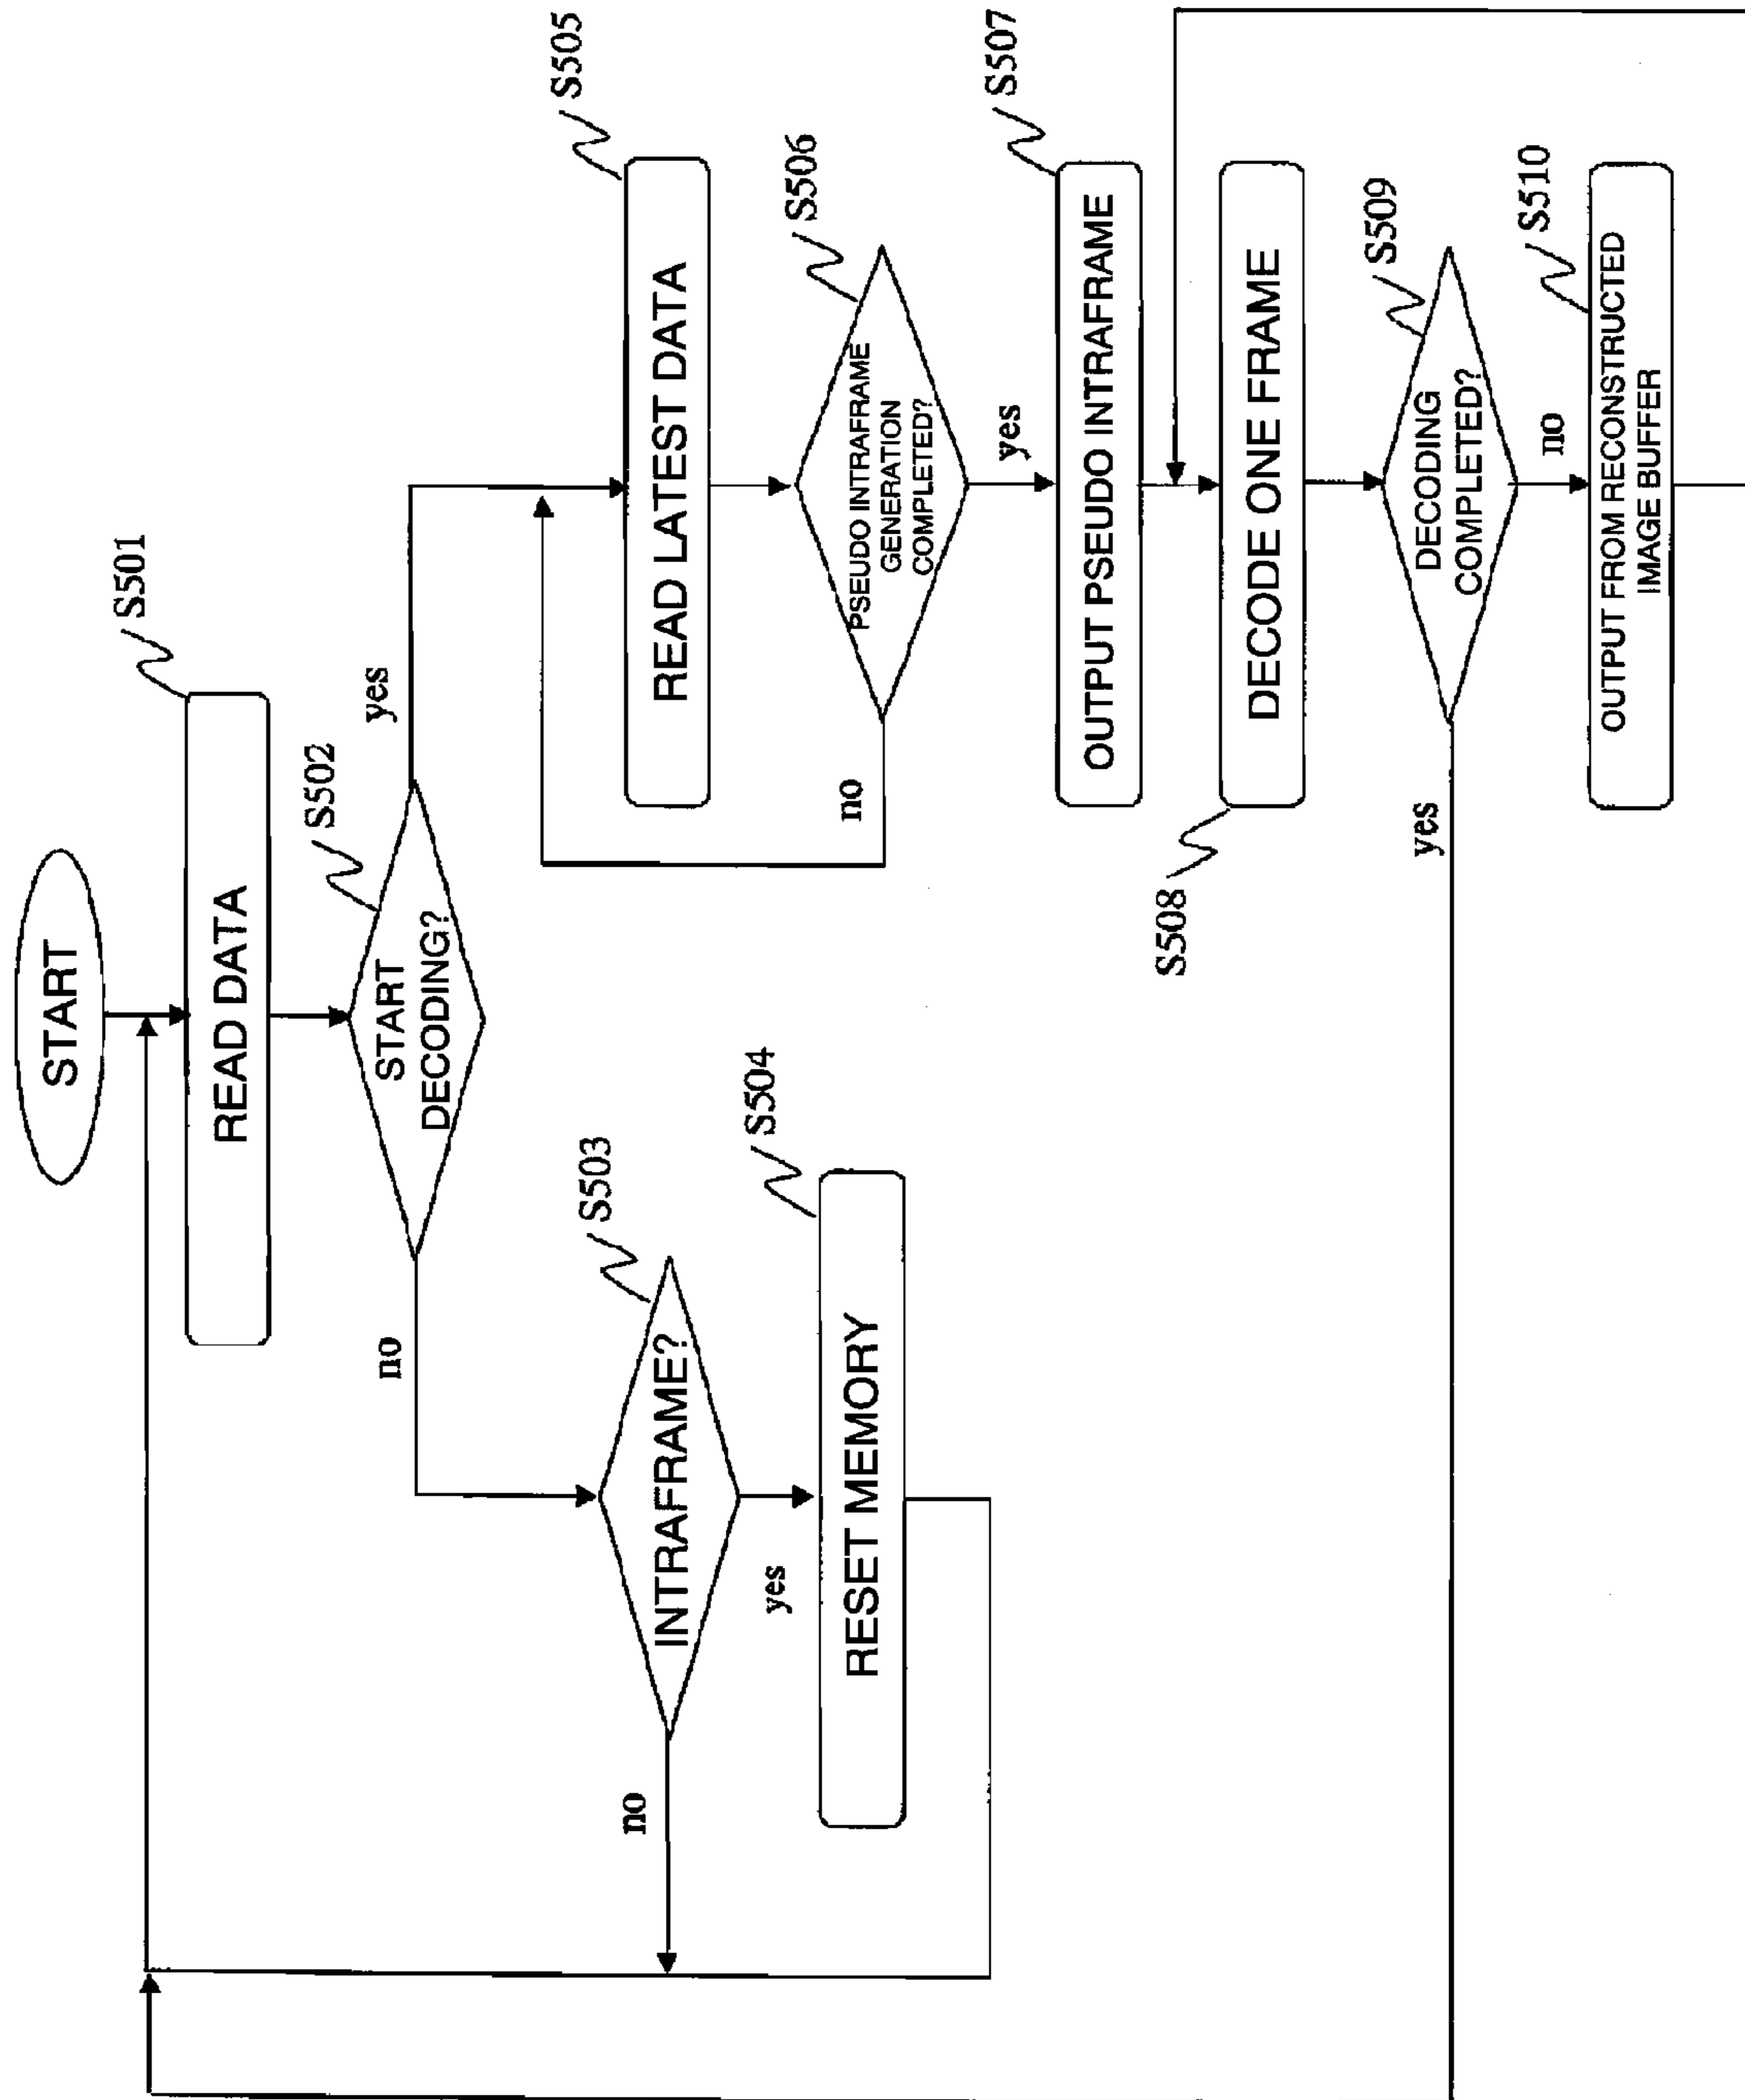 START
S501
READ DATA
S502
START
DECODING?
yes
no
S503
INTRAFRAME?
no
yes
S504
RESET MEMORY
S505
READ LATEST DATA
S506
PSEUDO INTRAFRAME
GENERATION
COMPLETED?
no
yes
S507
OUTPUT PSEUDO INTRAFRAME
S508
DECODE ONE FRAME
S509
DECODING
COMPLETED?
yes
no
S510
OUTPUT FROM RECONSTRUCTED
IMAGE BUFFER